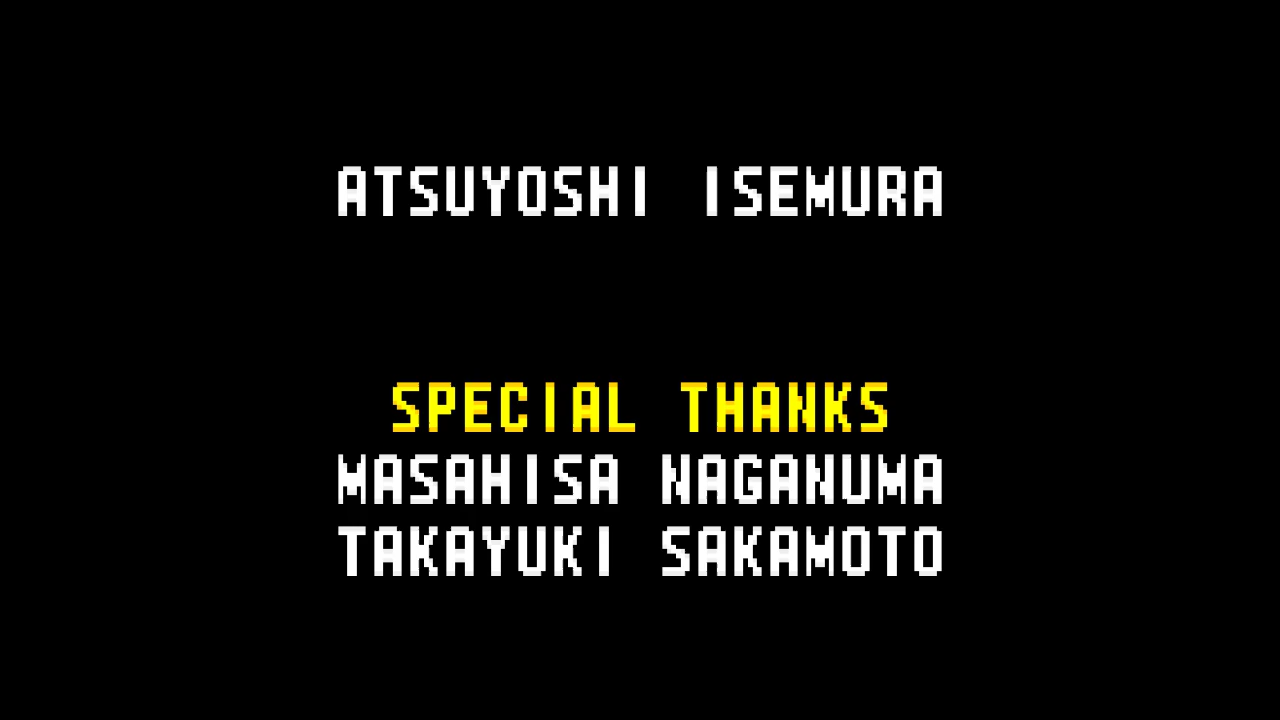 ATSUYOSHI ISEMURA
SPECIAL THANKS
MASAHISA NAGANUMA
TAKAYUKI SAKAMOTO